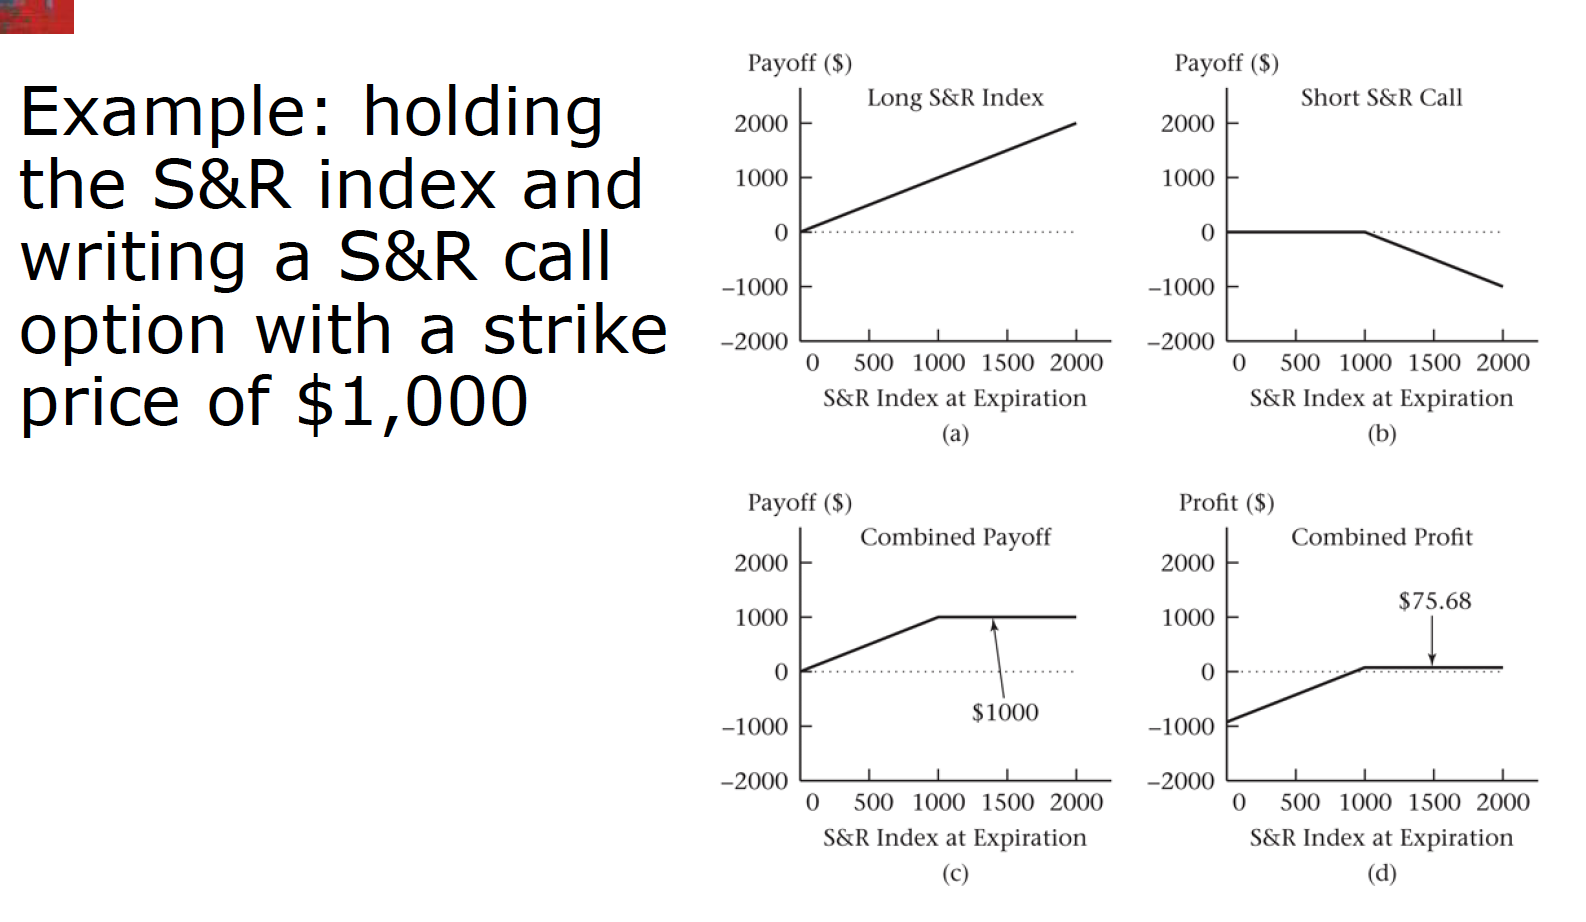 Example: holding
the S&R index and
writing a S&R call
option with a strike
price of $1,000
Payoff ($)
Long S&R Index
2000
1000
0
–1000
–2000
0 500 1000 1500 2000
S&R Index at Expiration
(a)
Payoff ($)
Short S&R Call
2000
1000
0
–1000
–2000
0 500 1000 1500 2000
S&R Index at Expiration
(b)
Payoff ($)
Combined Payoff
2000
1000
0
$1000
–1000
–2000
0 500 1000 1500 2000
S&R Index at Expiration
(c)
Profit ($)
Combined Profit
2000
$75.68
1000
0
–1000
–2000
0 500 1000 1500 2000
S&R Index at Expiration
(d)